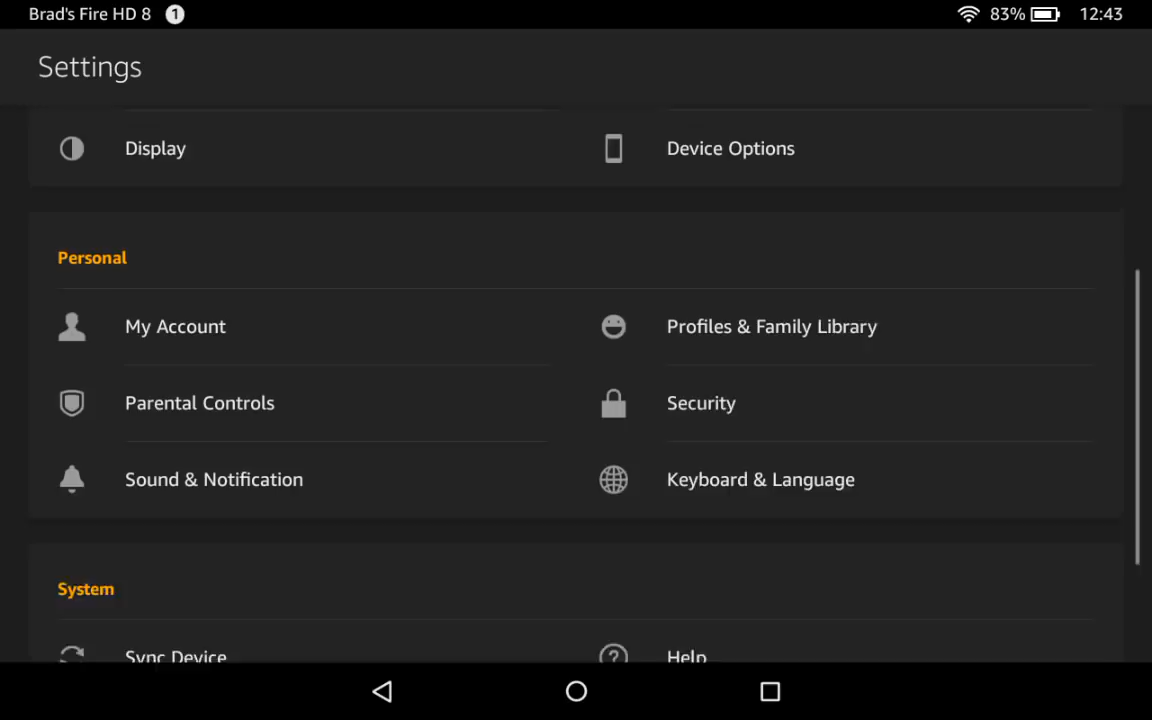 Brad's Fire HD 8 1 83% 12:43
Settings
Display Device Options
Personal
My Account Profiles & Family Library
Parental Controls Security
Sound & Notification Keyboard & Language
System
Sync Device Help